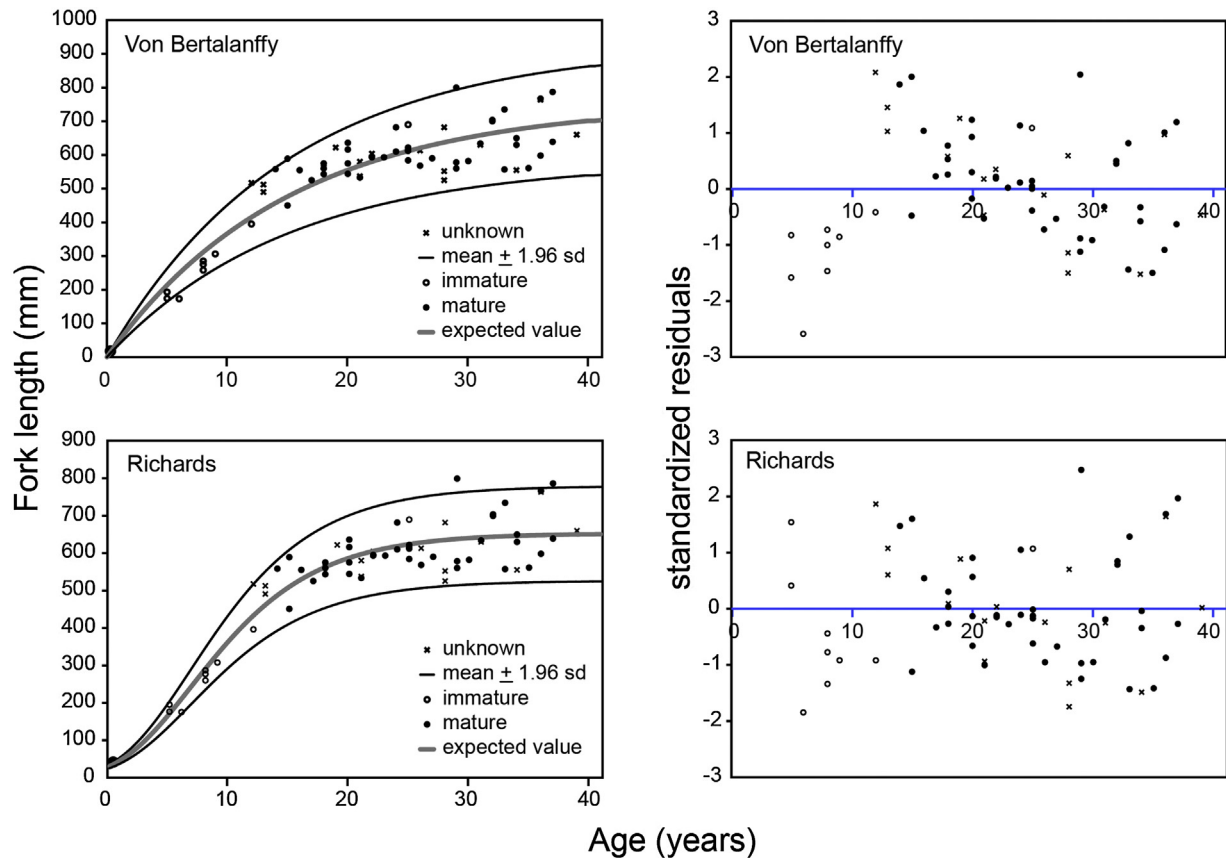 1000
900
800
700
600
500
400
300
200
100
0
Von Bertalanffy
× unknown
mean ± 1.96 sd
immature
mature
expected value
0 10 20 30 40
3
2
1
0
-1
-2
-3
Von Bertalanffy
0 10 20 30 40
Fork length (mm)
standardized residuals
900
800
700
600
500
400
300
200
100
0
Richards
× unknown
mean ± 1.96 sd
immature
mature
expected value
0 10 20 30 40
3
2
1
0
-1
-2
-3
Richards
0 10 20 30 40
Age (years)